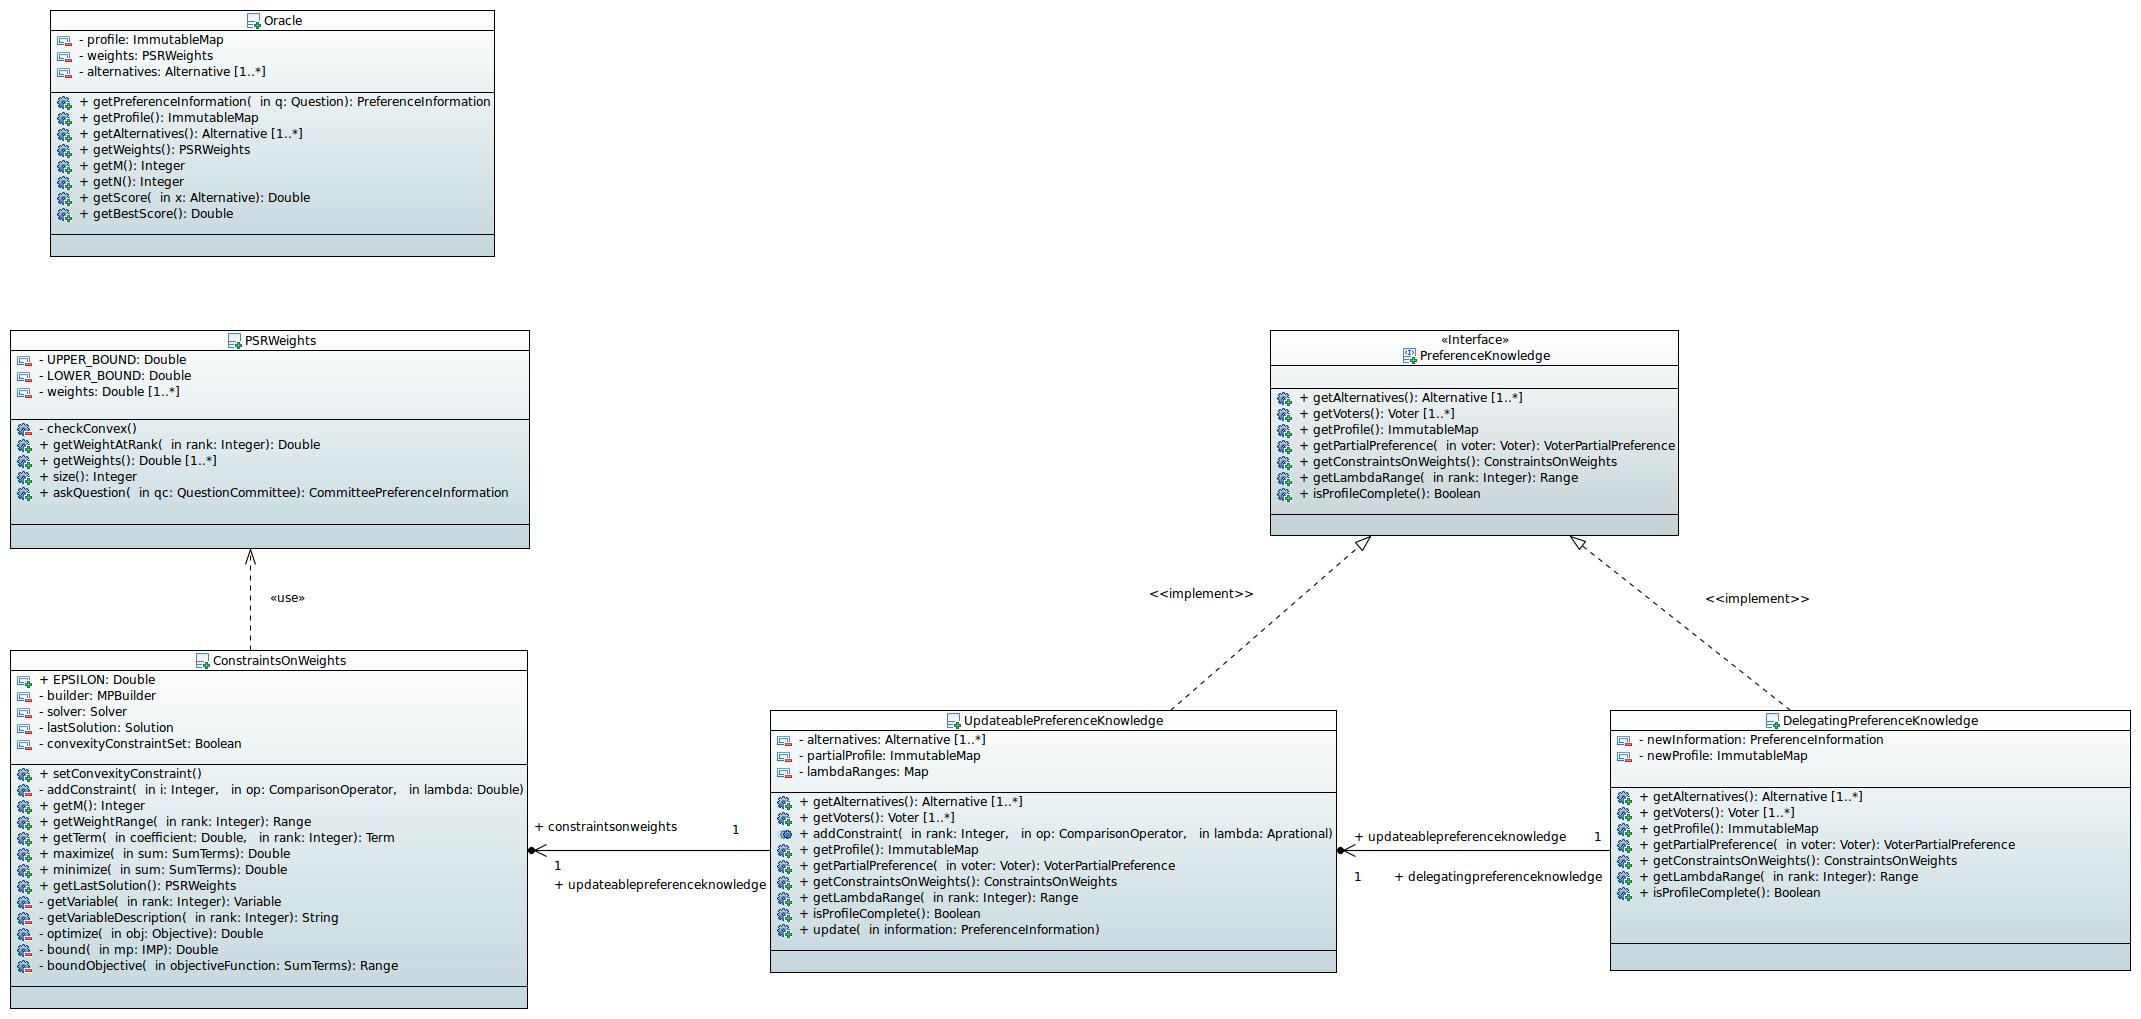 Oracle
- profile: ImmutableMap
- weights: PSRWeights
- alternatives: Alternative [1..*]
+ getPreferenceInformation(  in q: Question): PreferenceInformation
+ getProfile(): ImmutableMap
+ getAlternatives(): Alternative [1..*]
+ getWeights(): PSRWeights
+ getM(): Integer
+ getN(): Integer
+ getScore(  in x: Alternative): Double
+ getBestScore(): Double
PSRWeights
- UPPER_BOUND: Double
- LOWER_BOUND: Double
- weights: Double [1..*]
- checkConvex()
+ getWeightAtRank(  in rank: Integer): Double
+ getWeights(): Double [1..*]
+ size(): Integer
+ askQuestion(  in qc: QuestionCommittee): CommitteePreferenceInformation
«Interface»
PreferenceKnowledge
+ getAlternatives(): Alternative [1..*]
+ getVoters(): Voter [1..*]
+ getProfile(): ImmutableMap
+ getPartialPreference(  in voter: Voter): VoterPartialPreference
+ getConstraintsOnWeights(): ConstraintsOnWeights
+ getLambdaRange(  in rank: Integer): Range
+ isProfileComplete(): Boolean
«use»
<<implement>>
<<implement>>
ConstraintsOnWeights
+ EPSILON: Double
- builder: MPBuilder
- solver: Solver
- lastSolution: Solution
- convexityConstraintSet: Boolean
+ setConvexityConstraint()
- addConstraint(  in i: Integer,   in op: ComparisonOperator,   in lambda: Double)
+ getM(): Integer
+ getWeightRange(  in rank: Integer): Range
+ getTerm(  in coefficient: Double,   in rank: Integer): Term
+ maximize(  in sum: SumTerms): Double
+ minimize(  in sum: SumTerms): Double
+ getLastSolution(): PSRWeights
- getVariable(  in rank: Integer): Variable
- getVariableDescription(  in rank: Integer): String
- optimize(  in obj: Objective): Double
- bound(  in mp: IMP): Double
- boundObjective(  in objectiveFunction: SumTerms): Range
+ constraintsonweights
1
1
+ updateablepreferenceknowledge
UpdateablePreferenceKnowledge
- alternatives: Alternative [1..*]
- partialProfile: ImmutableMap
- lambdaRanges: Map
+ getAlternatives(): Alternative [1..*]
+ getVoters(): Voter [1..*]
+ addConstraint(  in rank: Integer,   in op: ComparisonOperator,   in lambda: Aprational)
+ getProfile(): ImmutableMap
+ getPartialPreference(  in voter: Voter): VoterPartialPreference
+ getConstraintsOnWeights(): ConstraintsOnWeights
+ getLambdaRange(  in rank: Integer): Range
+ isProfileComplete(): Boolean
+ update(  in information: PreferenceInformation)
+ updateablepreferenceknowledge
1
1
+ delegatingpreferenceknowledge
DelegatingPreferenceKnowledge
- newInformation: PreferenceInformation
- newProfile: ImmutableMap
+ getAlternatives(): Alternative [1..*]
+ getVoters(): Voter [1..*]
+ getProfile(): ImmutableMap
+ getPartialPreference(  in voter: Voter): VoterPartialPreference
+ getConstraintsOnWeights(): ConstraintsOnWeights
+ getLambdaRange(  in rank: Integer): Range
+ isProfileComplete(): Boolean